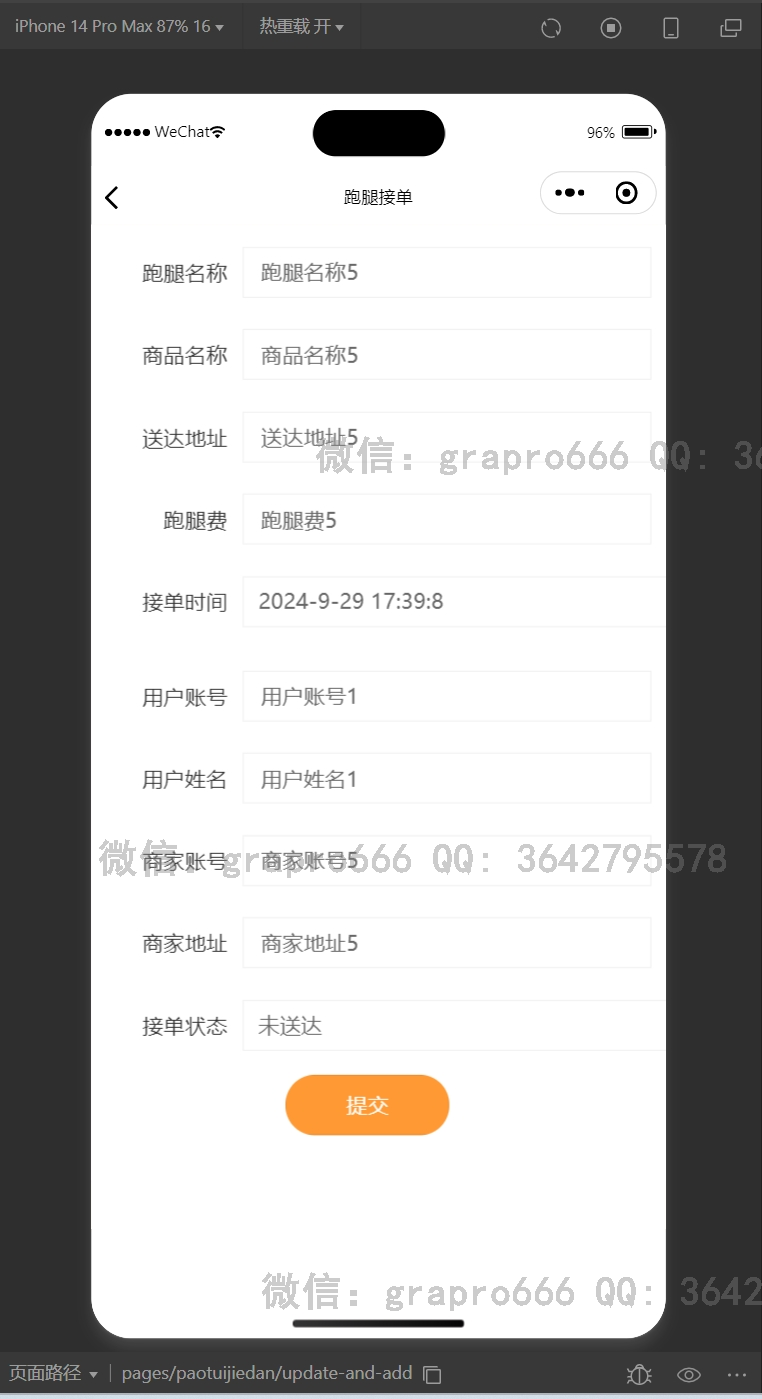 iPhone 14 Pro Max 87% 16 热重载 开
WeChat 96%
跑腿接单
跑腿名称 跑腿名称5
商品名称 商品名称5
送达地址 送达地址5
微信: grapro666 QQ: 36
跑腿费 跑腿费5
接单时间 2024-9-29 17:39:8
用户账号 用户账号1
用户姓名 用户姓名1
商家账号 商家账号5
微信: grapro666 QQ: 3642795578
商家地址 商家地址5
接单状态 未送达
提交
微信: grapro666 QQ: 3642
页面路径 pages/paotuijiedan/update-and-add